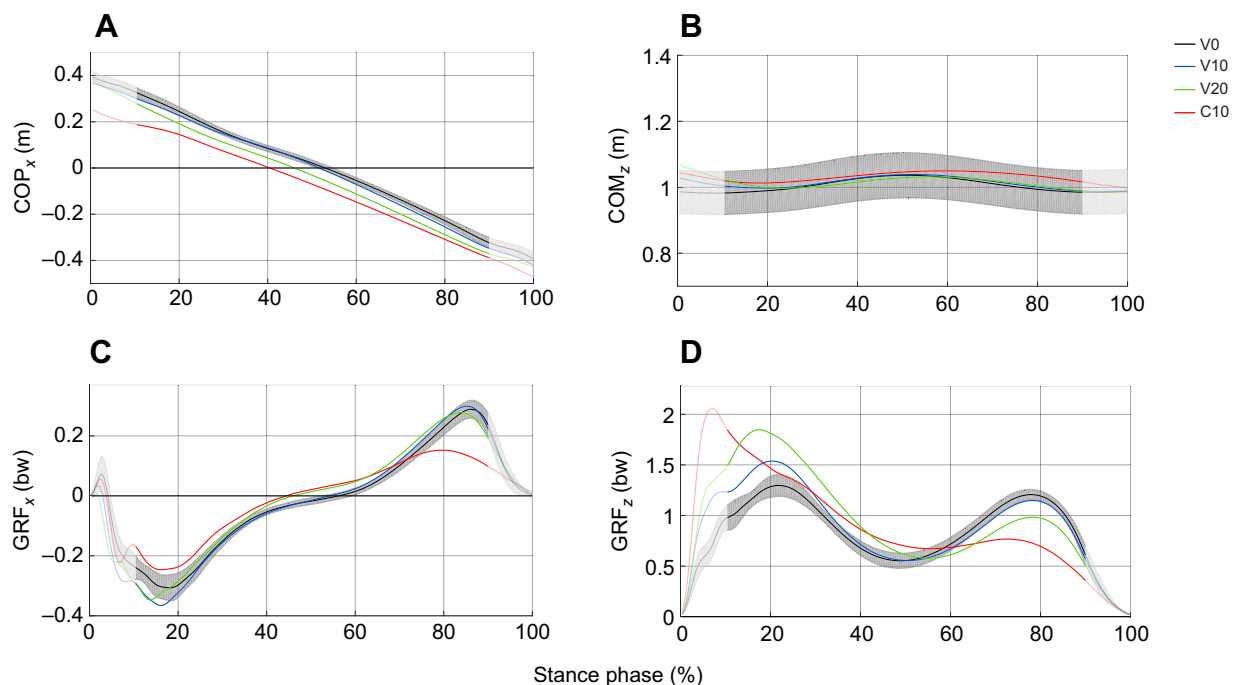 A
COPx (m)
0.4
0.2
0
–0.2
–0.4
0 20 40 60 80 100
B
COMz (m)
1.4
1.2
1.0
0.8
0 20 40 60 80 100
V0
V10
V20
C10
C
GRFx (bw)
0.2
0
–0.2
–0.4
0 20 40 60 80 100
D
GRFz (bw)
2
1.5
1
0.5
0
0 20 40 60 80 100
Stance phase (%)